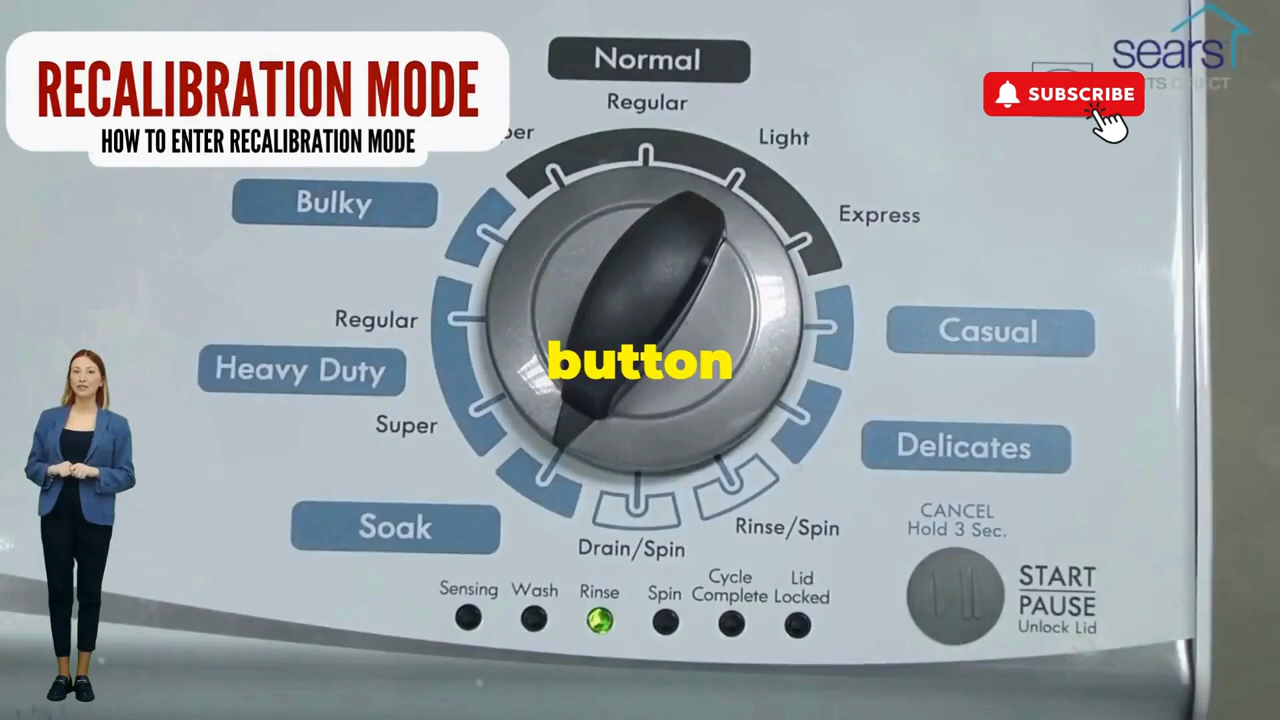 sears
RECALIBRATION MODE
HOW TO ENTER RECALIBRATION MODE
SUBSCRIBE
DIRECT
Normal
Regular
Light
Express
Bulky
Regular
Heavy Duty
Super
Soak
Casual
Delicates
button
Rinse/Spin
Drain/Spin
CANCEL
Hold 3 Sec.
START
PAUSE
Unlock Lid
Sensing
Wash
Rinse
Spin
Cycle
Complete
Lid
Locked